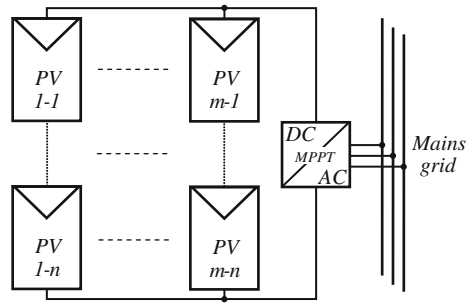 PV
1-1
PV
m-1
DC
MPPT
AC
Mains
grid
PV
1-n
PV
m-n